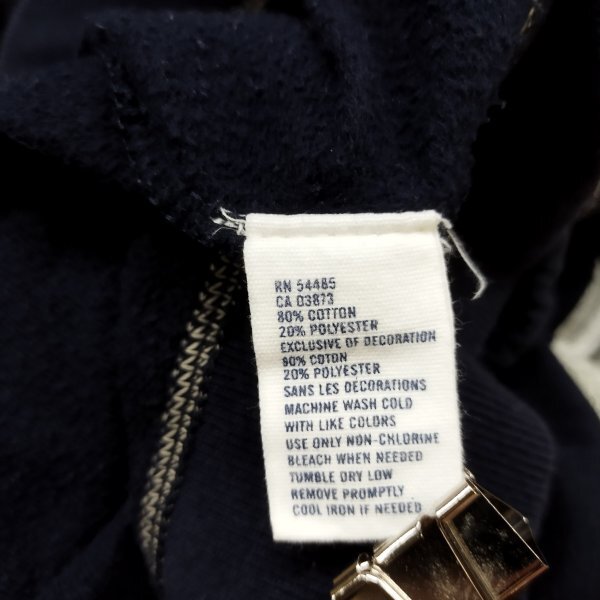 RN 54485
CA 03873
80% COTTON
20% POLYESTER
EXCLUSIVE OF DECORATION
80% COTON
20% POLYESTER
SANS LES DECORATIONS
MACHINE WASH COLD
WITH LIKE COLORS
USE ONLY NON-CHLORINE
BLEACH WHEN NEEDED
TUMBLE DRY LOW
REMOVE PROMPTLY
COOL IRON IF NEEDED